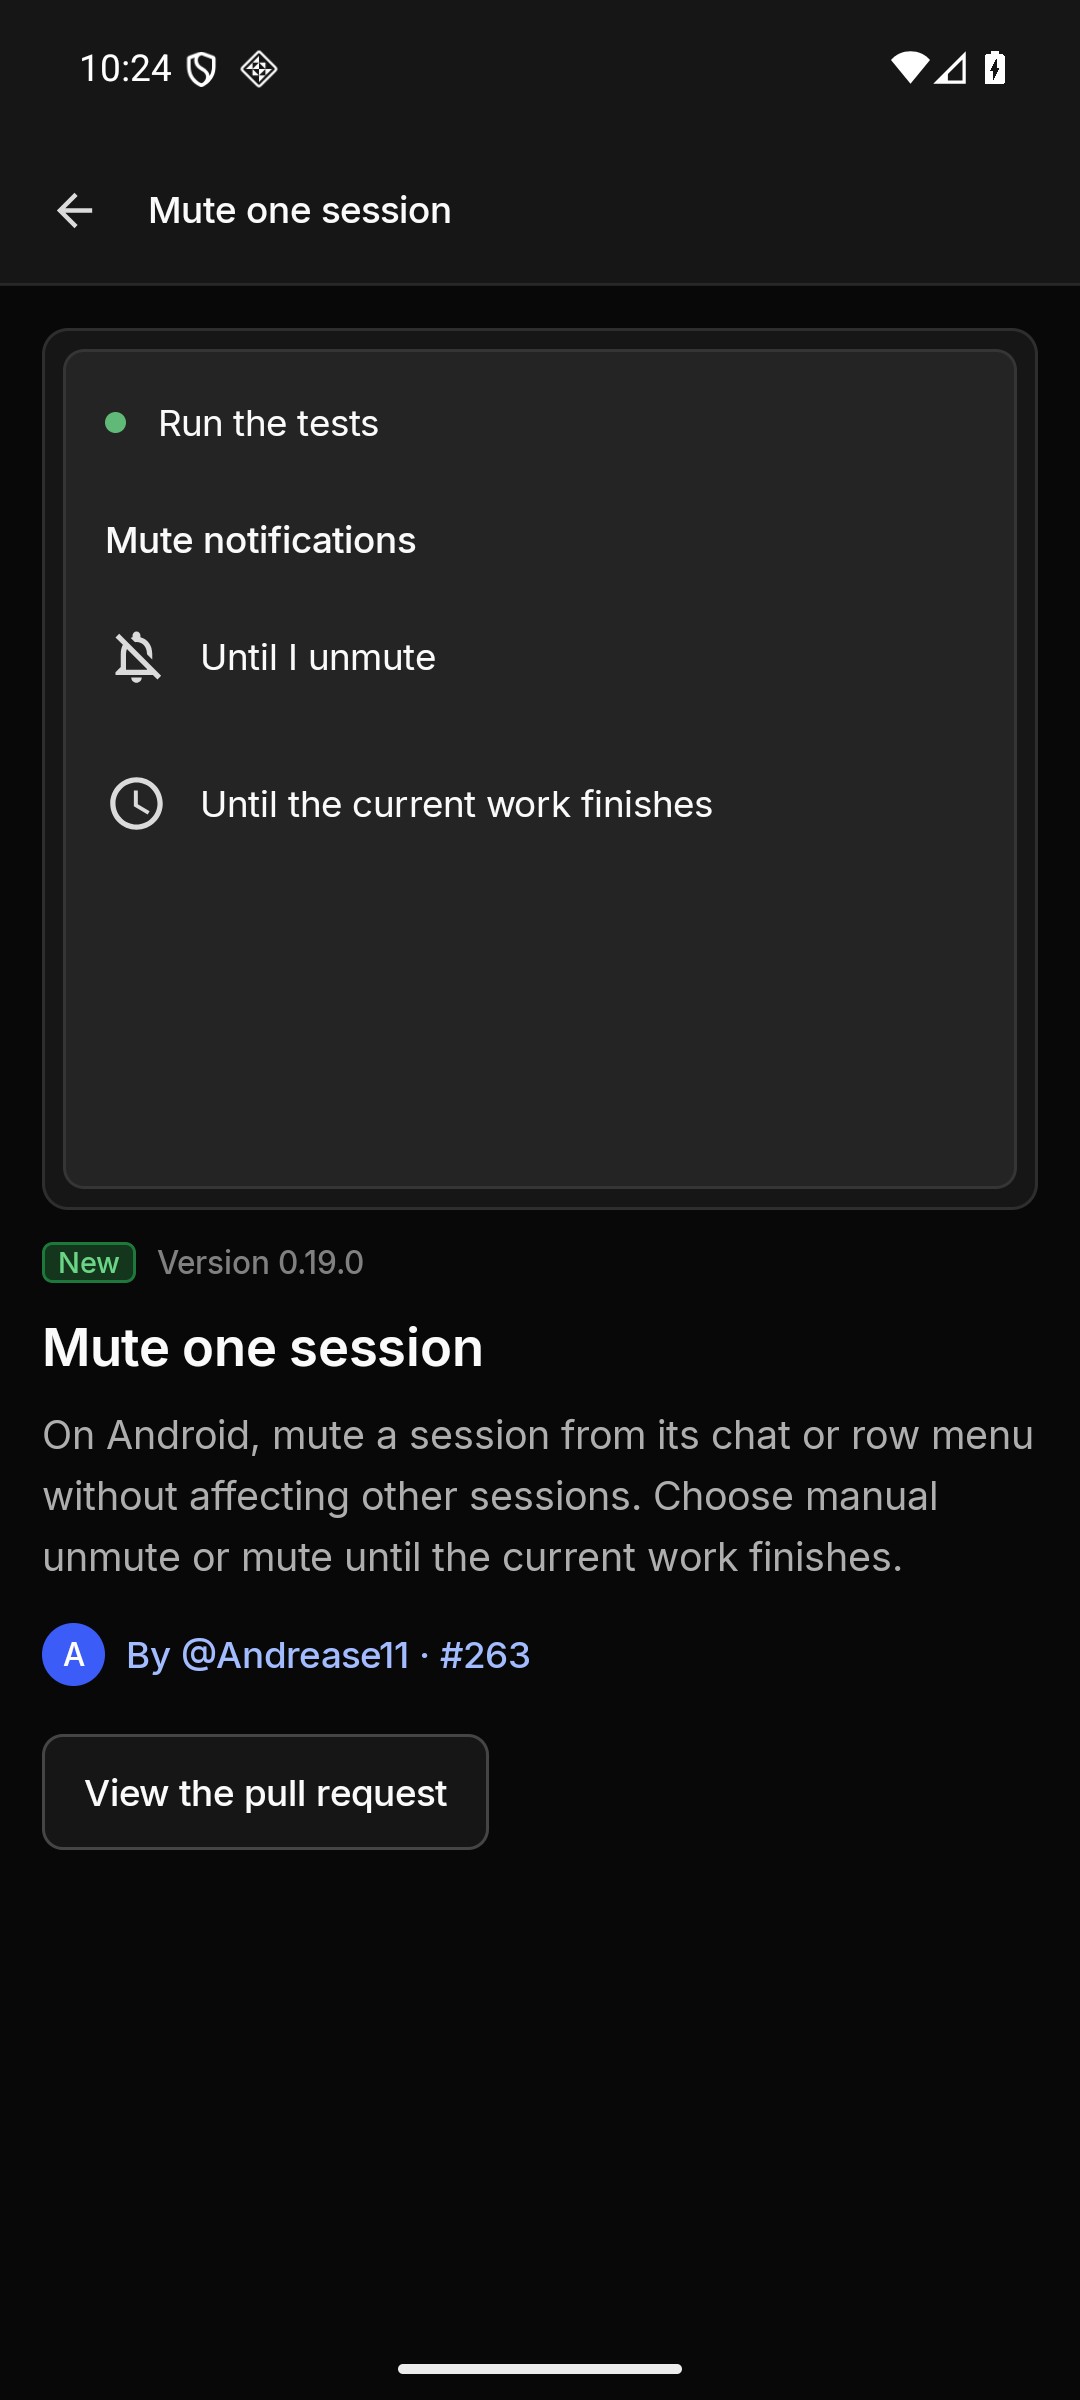 10:24
Mute one session
Run the tests
Mute notifications
Until I unmute
Until the current work finishes
New Version 0.19.0
Mute one session
On Android, mute a session from its chat or row menu
without affecting other sessions. Choose manual
unmute or mute until the current work finishes.
A By @Andrease11 · #263
View the pull request